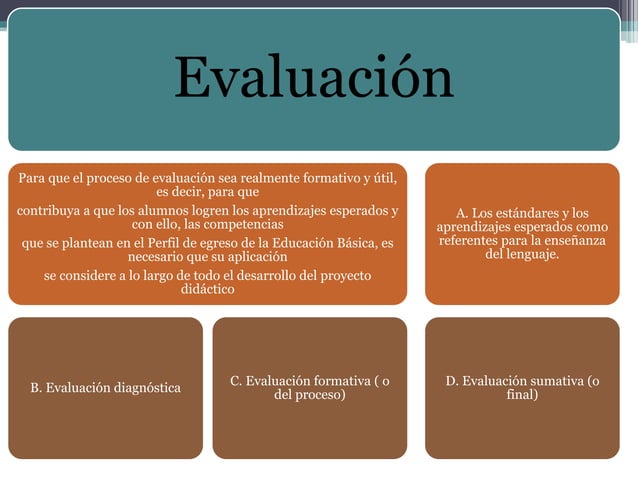 Evaluación
Para que el proceso de evaluación sea realmente formativo y útil,
es decir, para que
contribuya a que los alumnos logren los aprendizajes esperados y
con ello, las competencias
que se plantean en el Perfil de egreso de la Educación Básica, es
necesario que su aplicación
se considere a lo largo de todo el desarrollo del proyecto
didáctico
A. Los estándares y los
aprendizajes esperados como
referentes para la enseñanza
del lenguaje.
B. Evaluación diagnóstica
C. Evaluación formativa ( o
del proceso)
D. Evaluación sumativa (o
final)